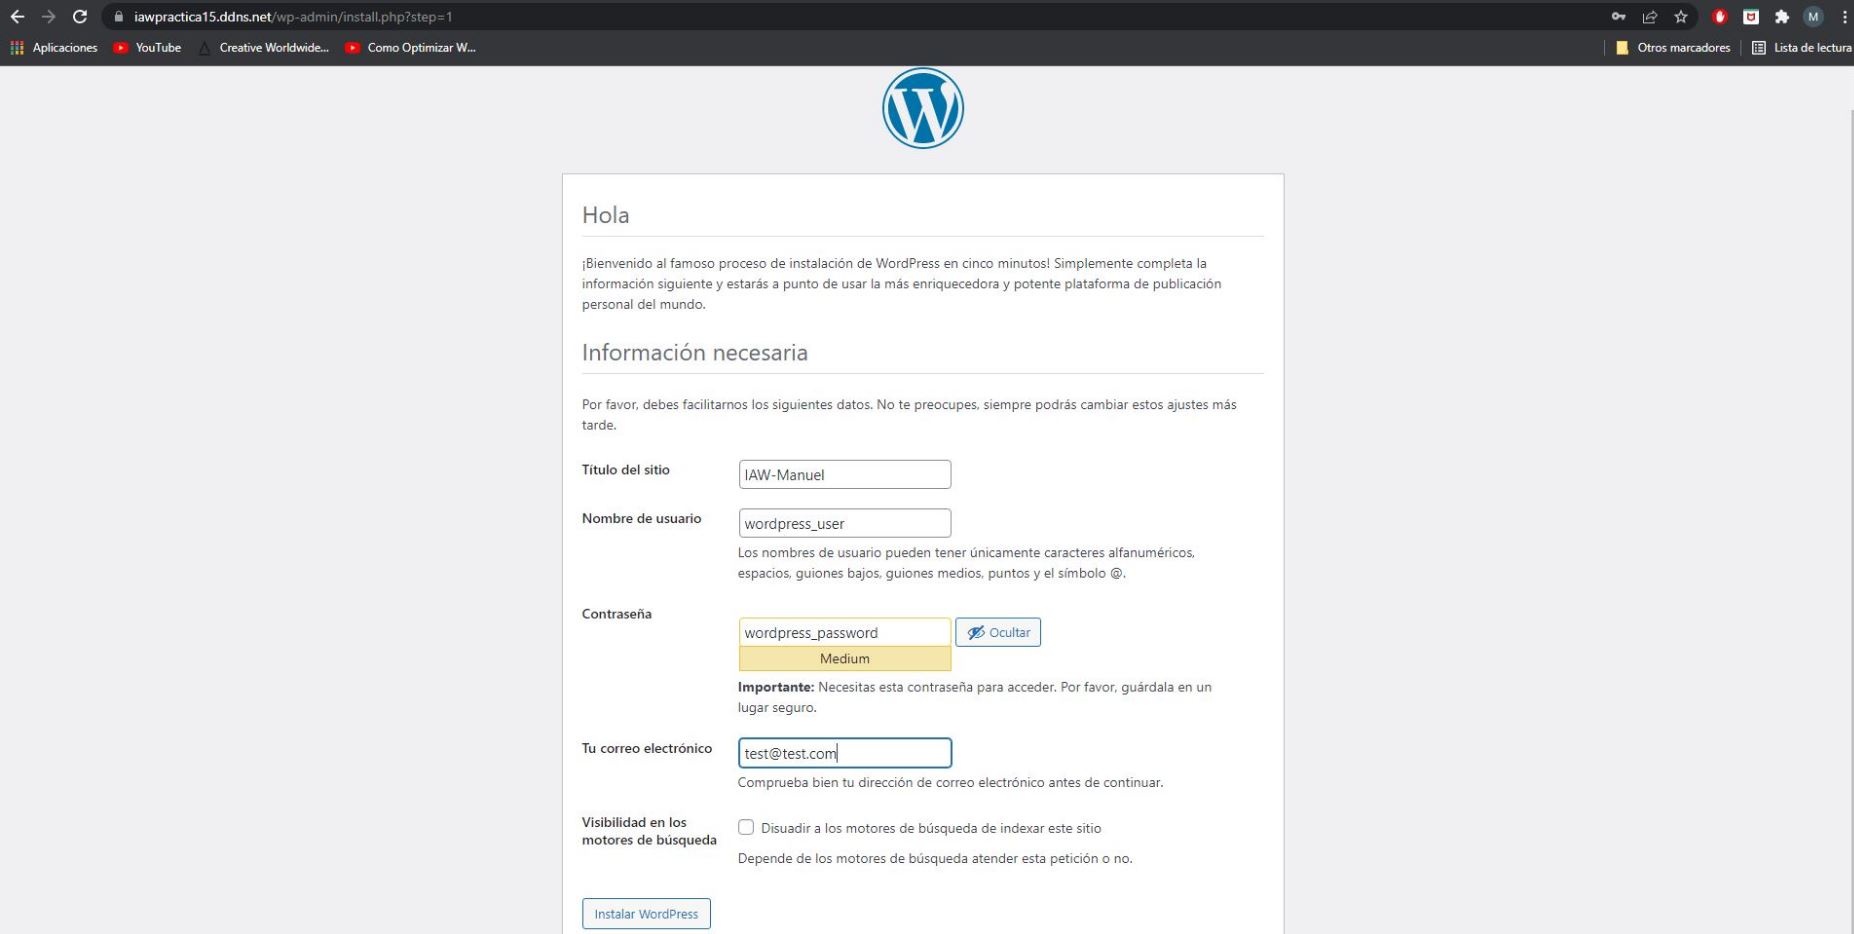 iawpractica15.ddns.net/wp-admin/install.php?step=1
M
Aplicaciones YouTube Creative Worldwide... Como Optimizar W... Otros marcadores Lista de lectura
W
Hola
¡Bienvenido al famoso proceso de instalación de WordPress en cinco minutos! Simplemente completa la
información siguiente y estarás a punto de usar la más enriquecedora y potente plataforma de publicación
personal del mundo.
Información necesaria
Por favor, debes facilitarnos los siguientes datos. No te preocupes, siempre podrás cambiar estos ajustes más
tarde.
Título del sitio IAW-Manuel
Nombre de usuario wordpress_user
Los nombres de usuario pueden tener únicamente caracteres alfanuméricos,
espacios, guiones bajos, guiones medios, puntos y el símbolo @.
Contraseña
wordpress_password Ocultar
Medium
Importante: Necesitas esta contraseña para acceder. Por favor, guárdala en un
lugar seguro.
Tu correo electrónico test@test.com
Comprueba bien tu dirección de correo electrónico antes de continuar.
Visibilidad en los
motores de búsqueda
Disuadir a los motores de búsqueda de indexar este sitio
Depende de los motores de búsqueda atender esta petición o no.
Instalar WordPress